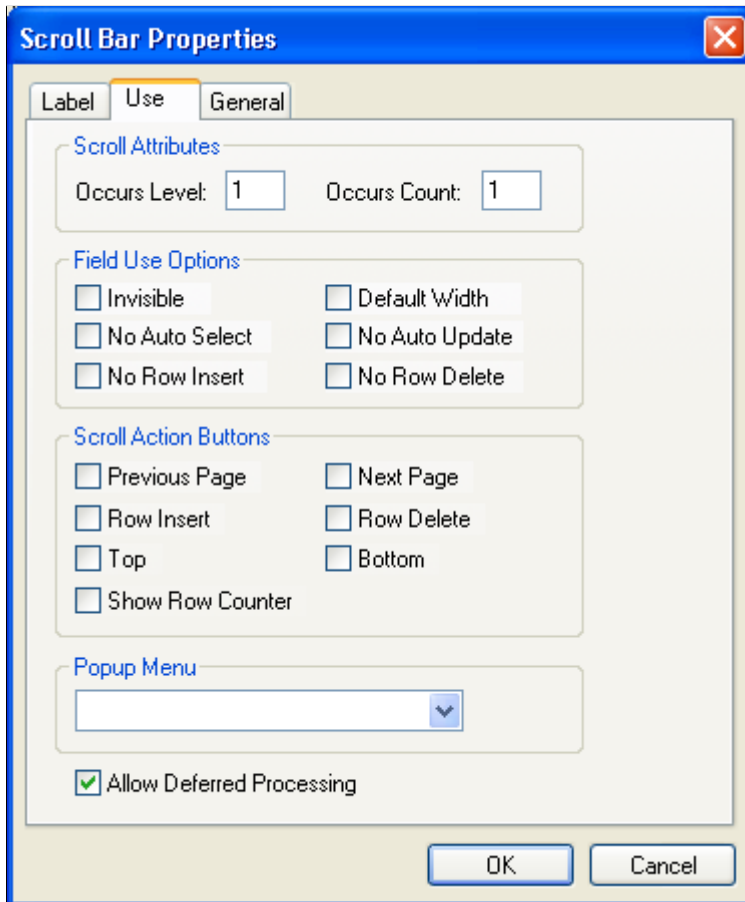 Scroll Bar Properties
Label Use General
Scroll Attributes
Occurs Level: 1 Occurs Count: 1
Field Use Options
Invisible Default Width
No Auto Select No Auto Update
No Row Insert No Row Delete
Scroll Action Buttons
Previous Page Next Page
Row Insert Row Delete
Top Bottom
Show Row Counter
Popup Menu
Allow Deferred Processing
OK Cancel